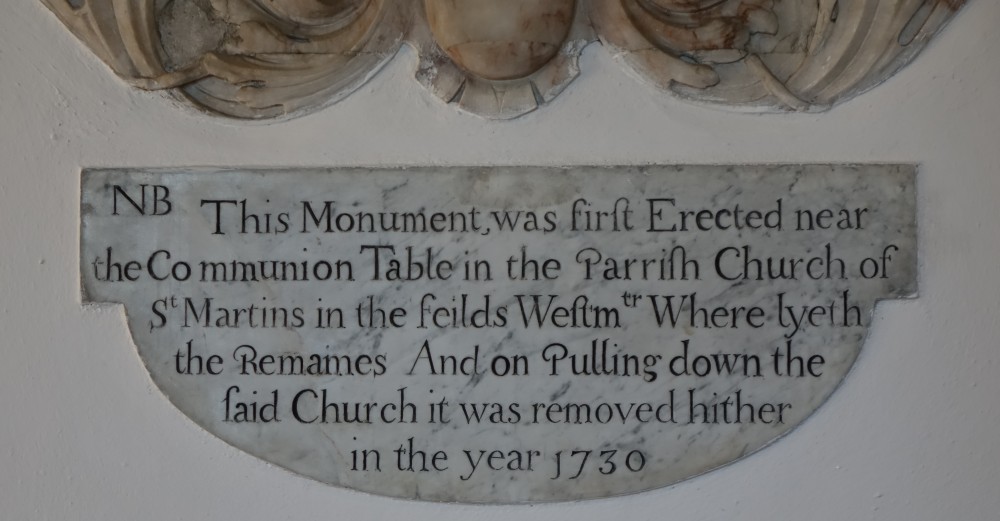 NB This Monument, was firſt Erected near
the Communion Table in the Parriſh Church of
Sᵗ Martins in the feilds Weſtmᵗʳ Where lyeth
the Remaines And on Pulling down the
ſaid Church it was removed hither
in the year 1730